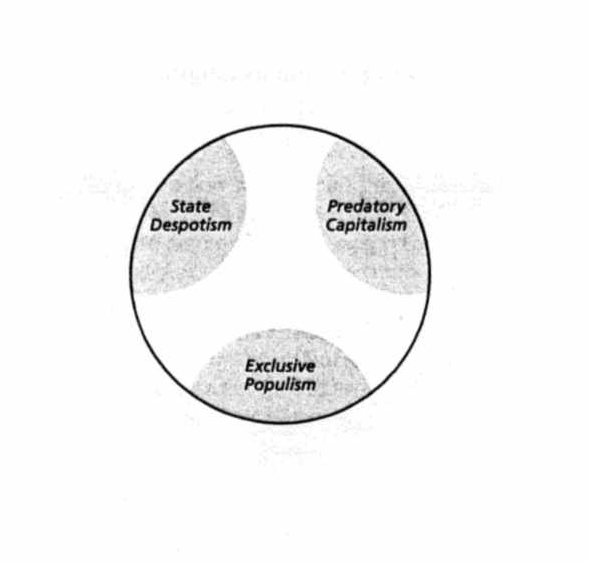 State
Despotism
Predatory
Capitalism
Exclusive
Populism